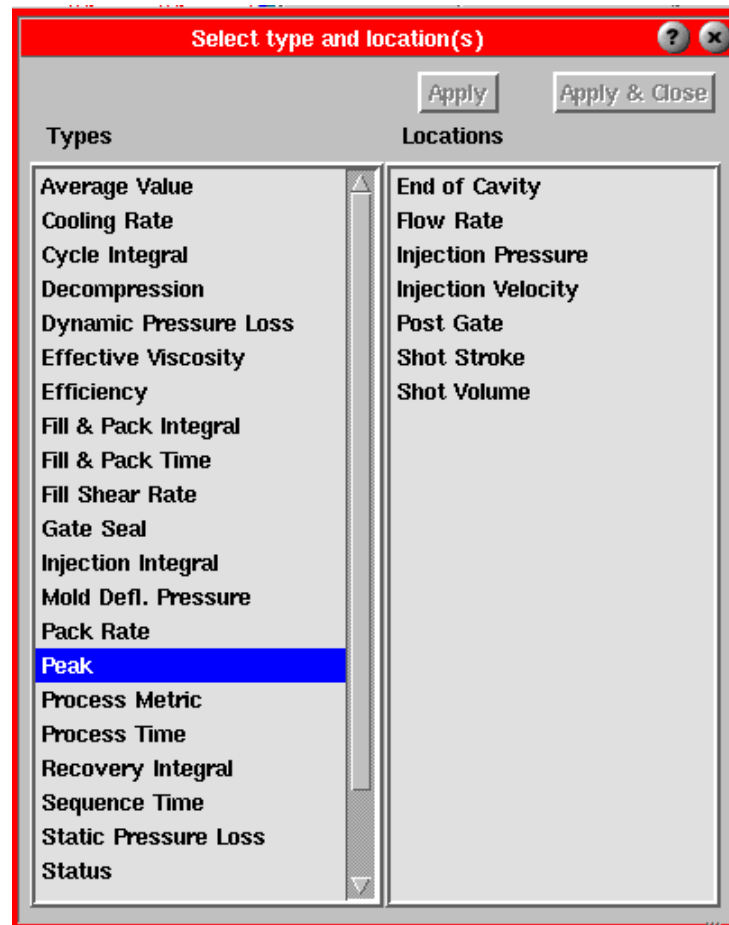 Select type and location(s)
?
Apply
Apply & Close
Types
Locations
Average Value
Cooling Rate
Cycle Integral
Decompression
Dynamic Pressure Loss
Effective Viscosity
Efficiency
Fill & Pack Integral
Fill & Pack Time
Fill Shear Rate
Gate Seal
Injection Integral
Mold Defl. Pressure
Pack Rate
Peak
Process Metric
Process Time
Recovery Integral
Sequence Time
Static Pressure Loss
Status
End of Cavity
Flow Rate
Injection Pressure
Injection Velocity
Post Gate
Shot Stroke
Shot Volume